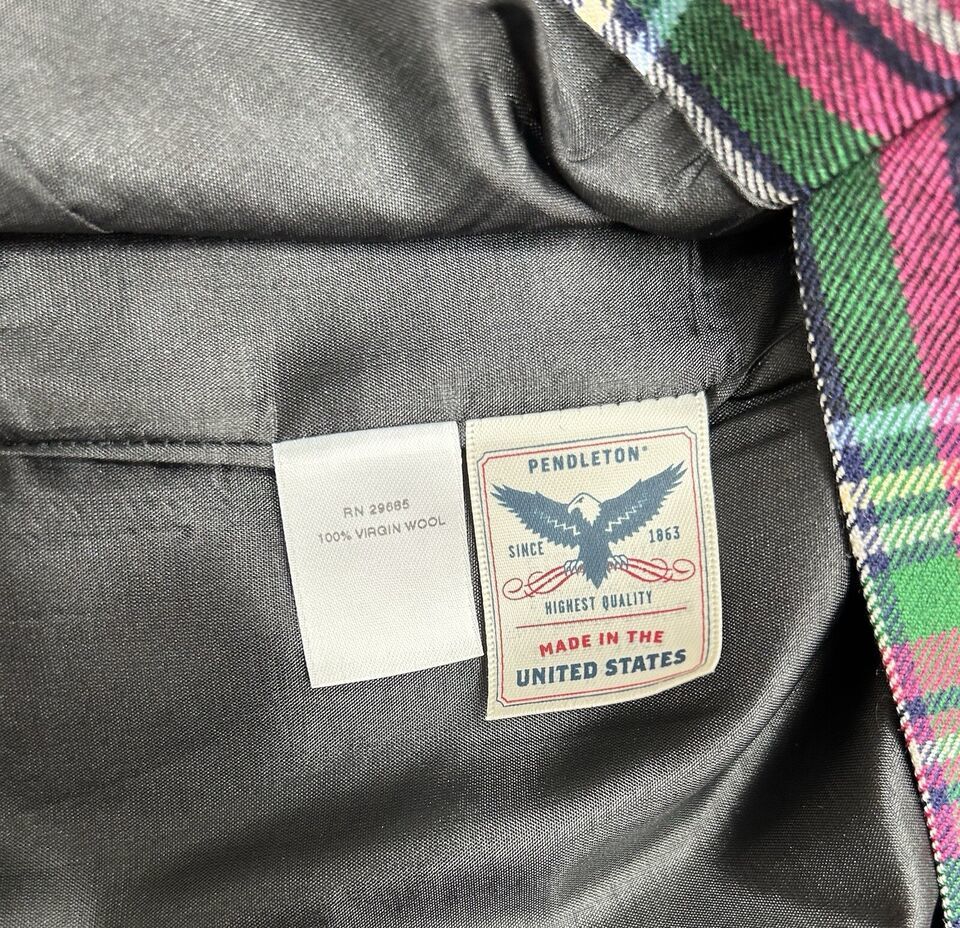 RN 29685
100% VIRGIN WOOL
PENDLETON®
SINCE 1863
HIGHEST QUALITY
MADE IN THE
UNITED STATES